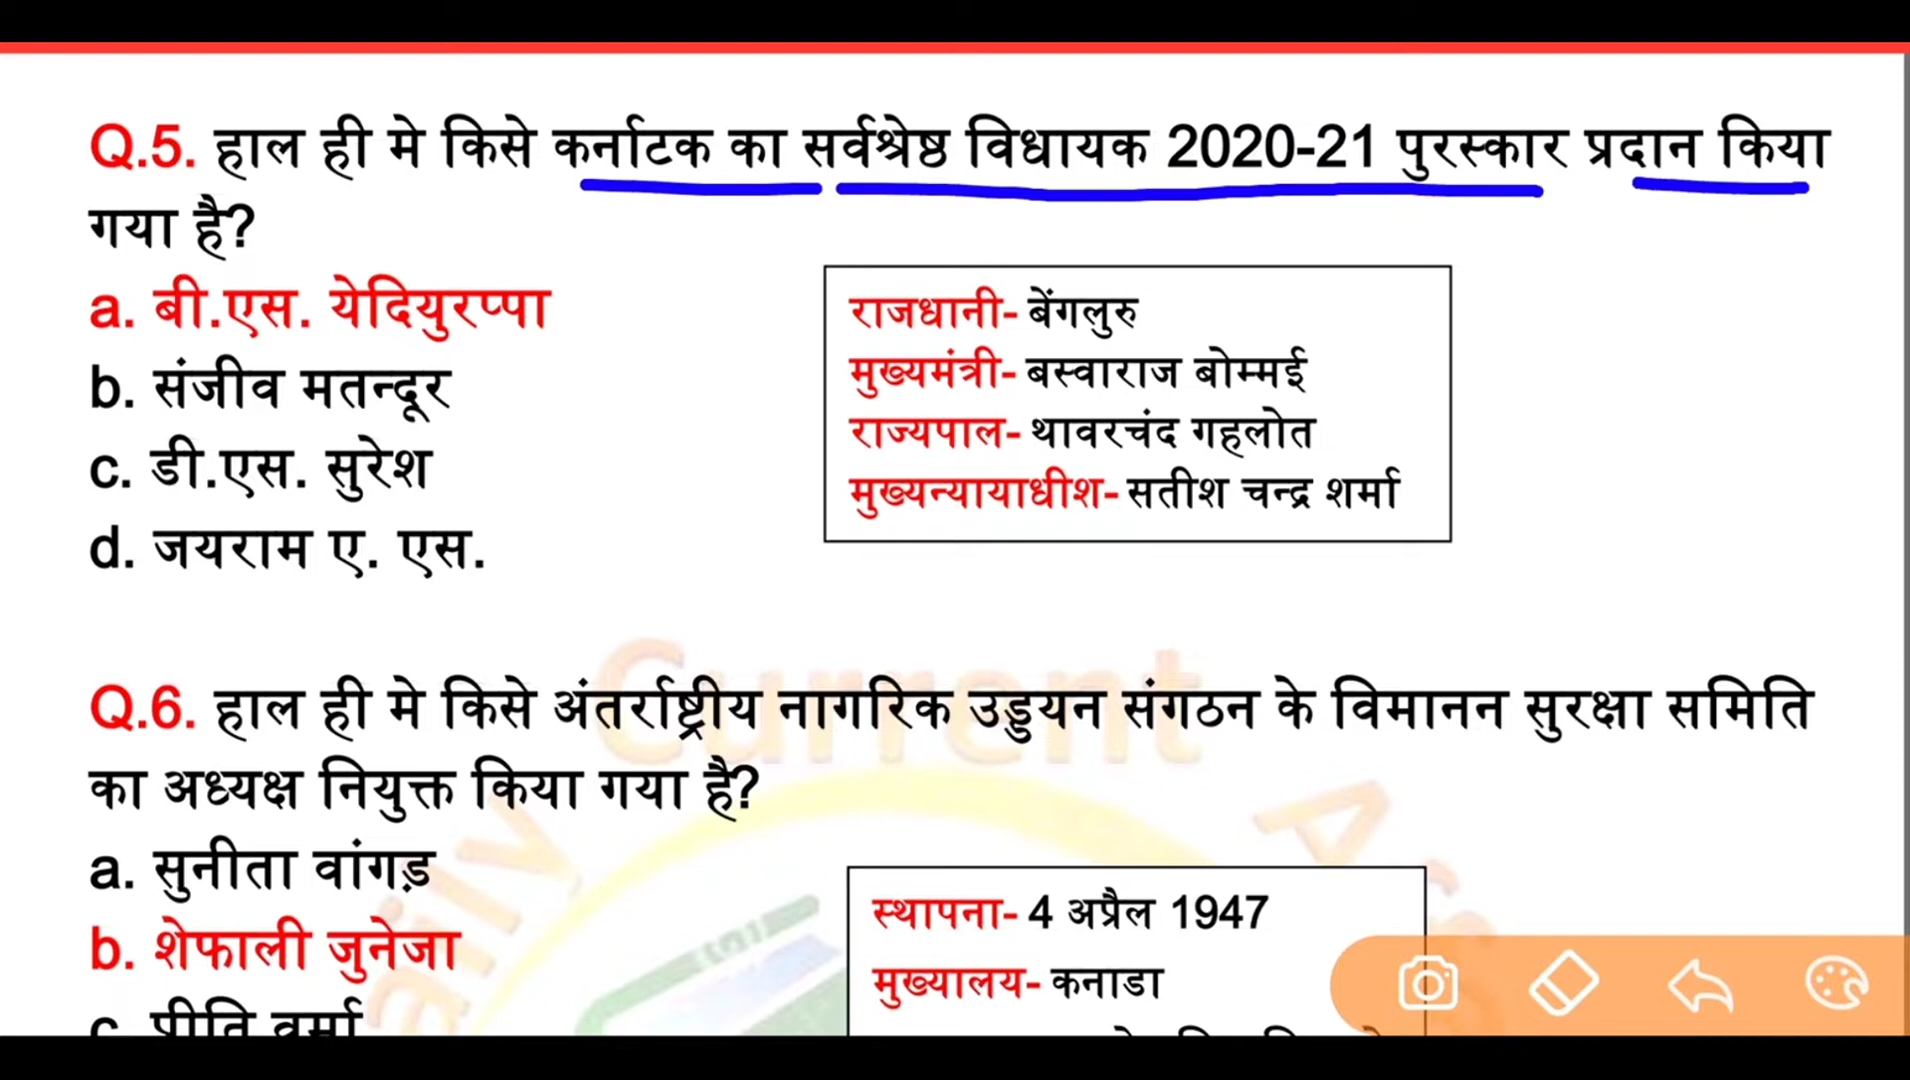 Q.5. हाल ही मे किसे कर्नाटक का सर्वश्रेष्ठ विधायक 2020-21 पुरस्कार प्रदान किया
गया है?
a. बी.एस. येदियुरप्पा
b. संजीव मतन्दूर
c. डी.एस. सुरेश
d. जयराम ए. एस.
राजधानी- बेंगलुरु
मुख्यमंत्री- बस्वाराज बोम्मई
राज्यपाल- थावरचंद गहलोत
मुख्यन्यायाधीश- सतीश चन्द्र शर्मा
Q.6. हाल ही मे किसे अंतर्राष्ट्रीय नागरिक उड्डयन संगठन के विमानन सुरक्षा समिति
का अध्यक्ष नियुक्त किया गया है?
a. सुनीता वांगड़
b. शेफाली जुनेजा
c. प्रीति वर्मा
स्थापना- 4 अप्रैल 1947
मुख्यालय- कनाडा
Current